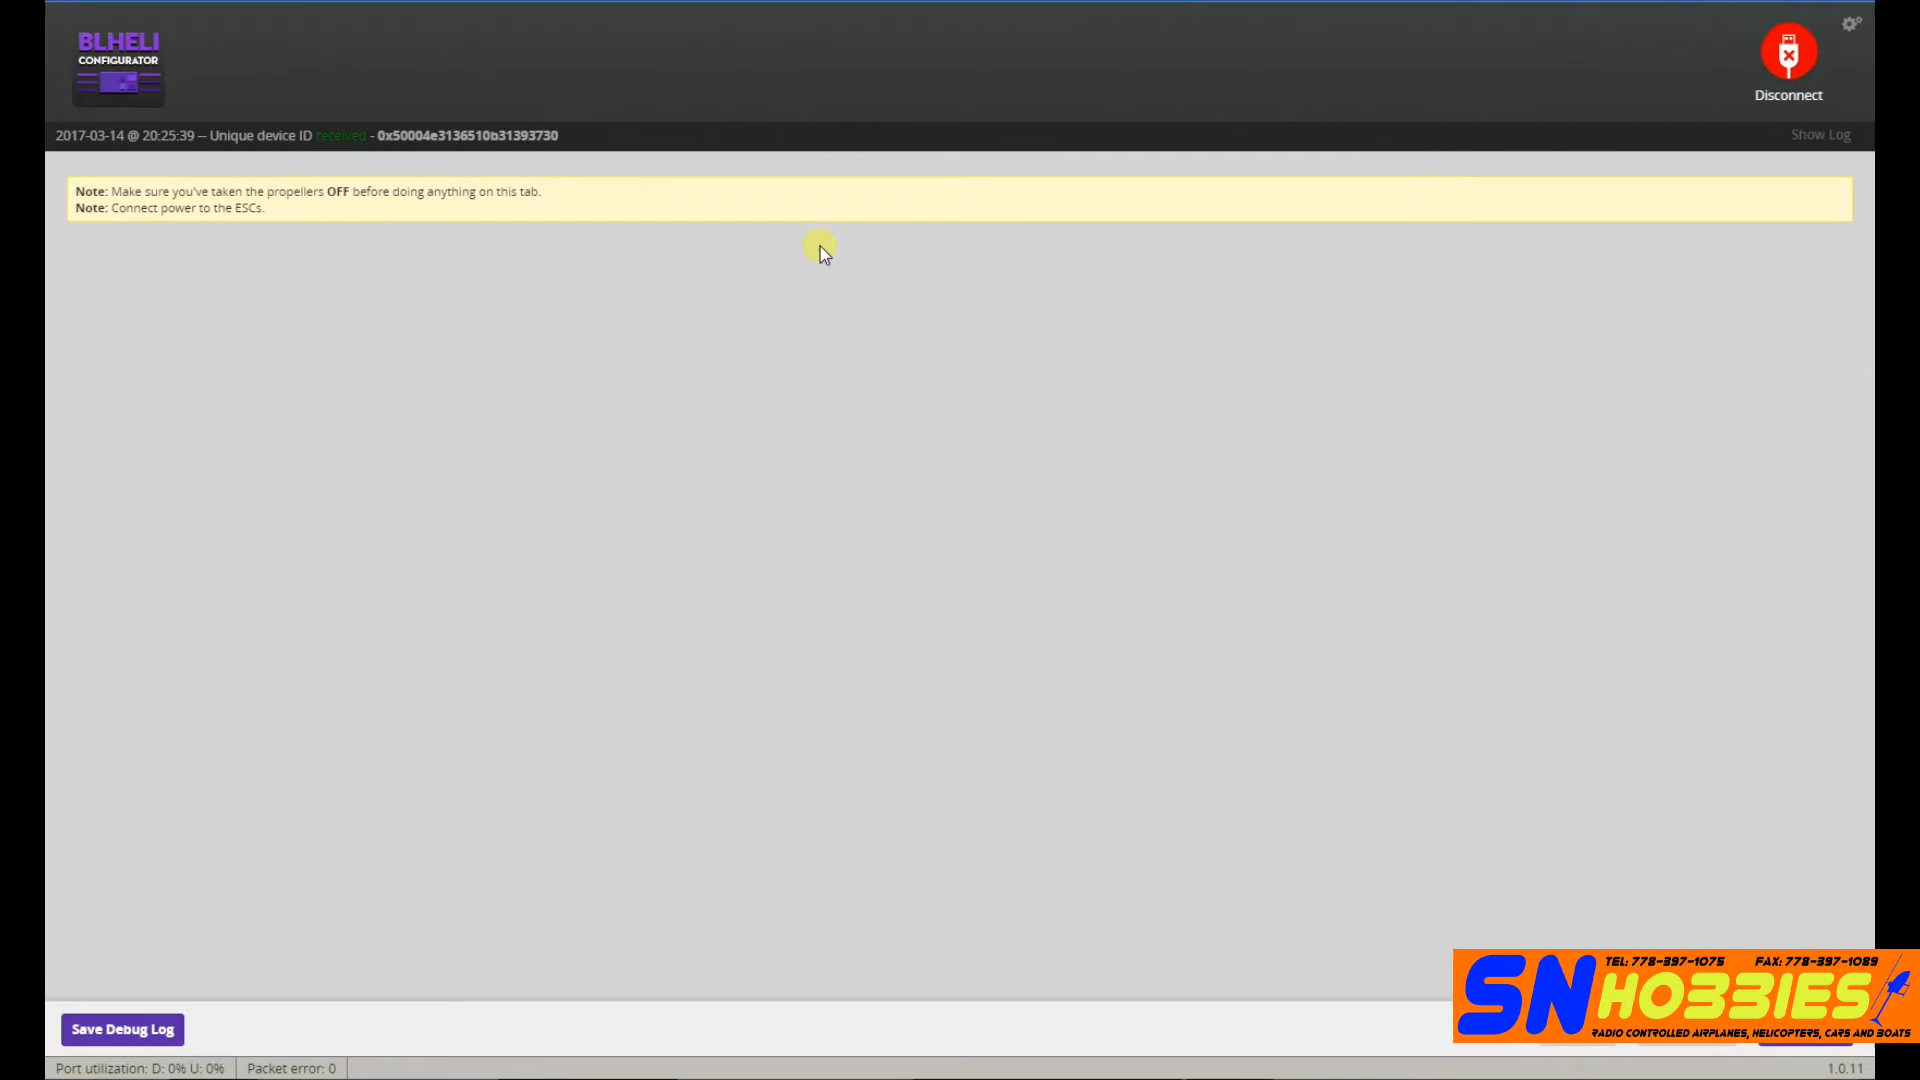 BLHELI
CONFIGURATOR
Disconnect
2017-03-14 @ 20:25:39 -- Unique device ID received - 0x50004e3136510b31393730
Show Log
Note: Make sure you've taken the propellers OFF before doing anything on this tab.
Note: Connect power to the ESCs.
TEL: 778-397-1075 FAX: 778-397-1089
SN HOBBIES
RADIO CONTROLLED AIRPLANES, HELICOPTERS, CARS AND BOATS
Save Debug Log
Port utilization: D: 0% U: 0% Packet error: 0 1.0.11